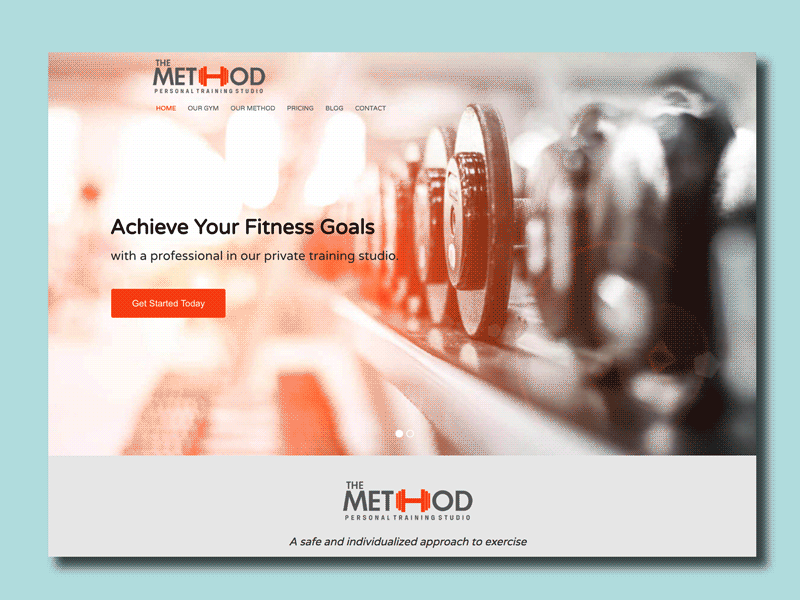 THE
METHOD
PERSONAL TRAINING STUDIO
HOME OUR GYM OUR METHOD PRICING BLOG CONTACT
Achieve Your Fitness Goals
with a professional in our private training studio.
Get Started Today
THE
METHOD
PERSONAL TRAINING STUDIO
A safe and individualized approach to exercise